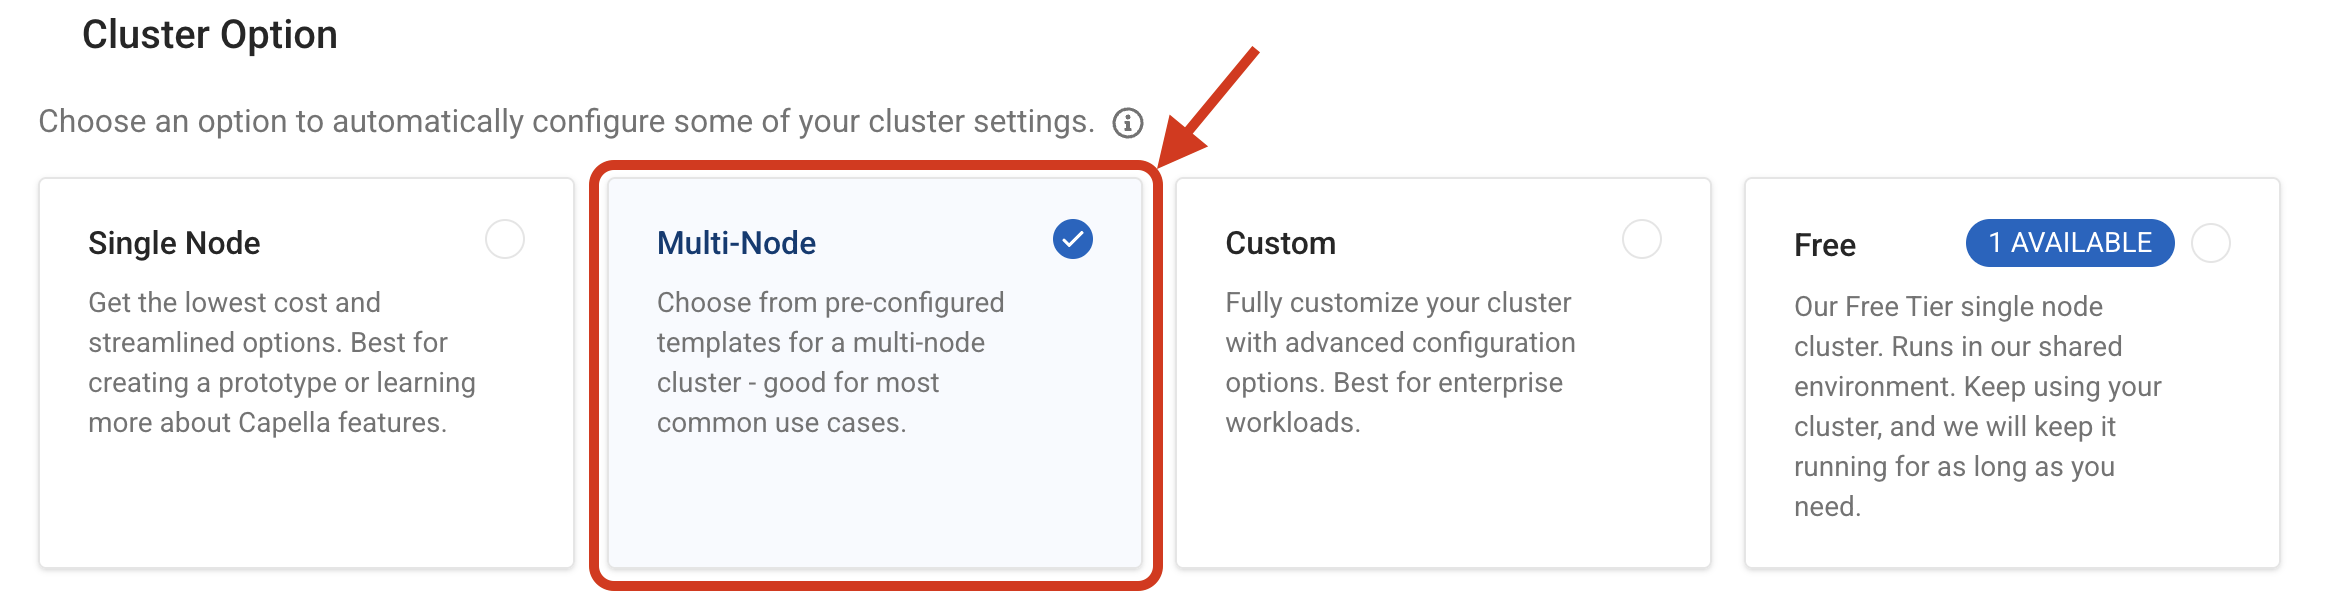 Cluster Option
Choose an option to automatically configure some of your cluster settings.
Single Node
Get the lowest cost and
streamlined options. Best for
creating a prototype or learning
more about Capella features.
Multi-Node
Choose from pre-configured
templates for a multi-node
cluster - good for most
common use cases.
Custom
Fully customize your cluster
with advanced configuration
options. Best for enterprise
workloads.
Free
1 AVAILABLE
Our Free Tier single node
cluster. Runs in our shared
environment. Keep using your
cluster, and we will keep it
running for as long as you
need.